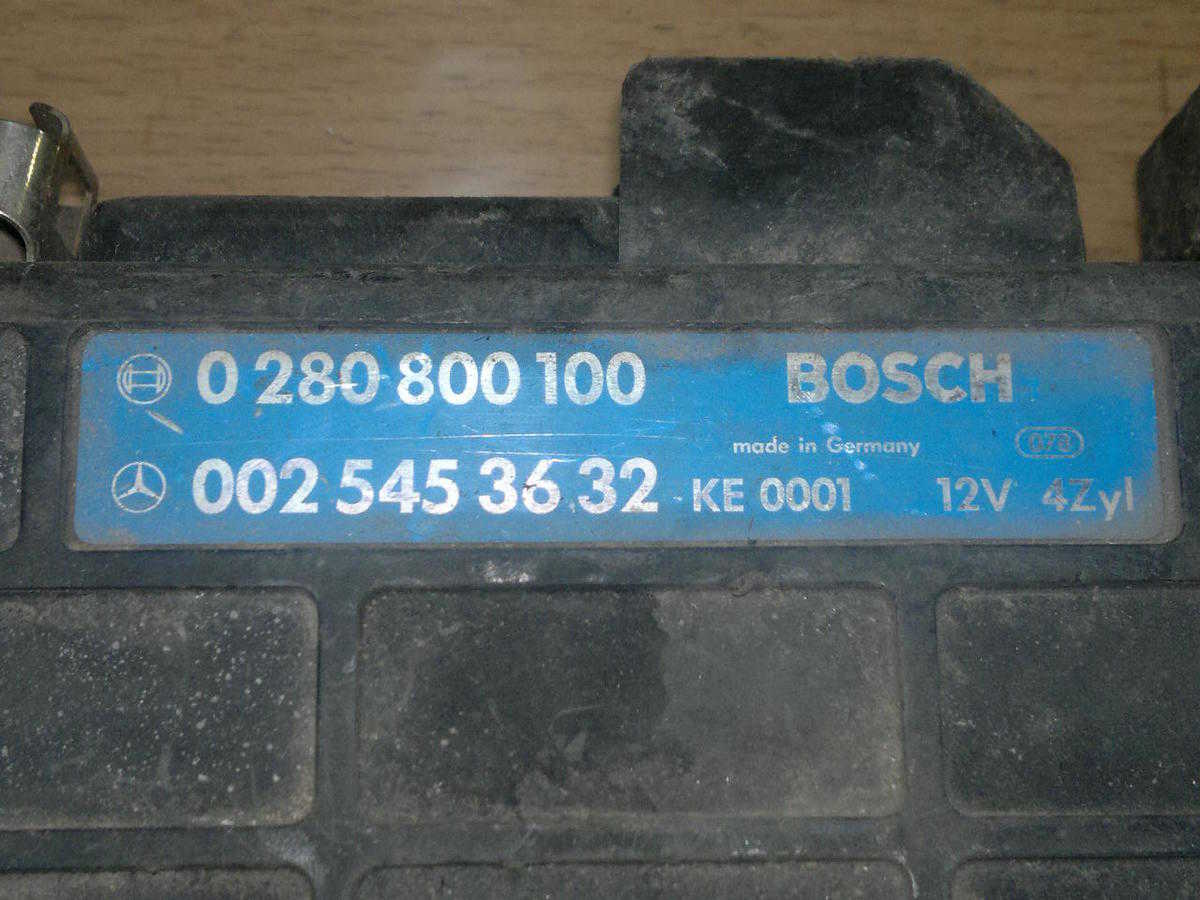 0 280 800 100 BOSCH
made in Germany 078
002 545 36 32 KE 0001 12V 4Zyl